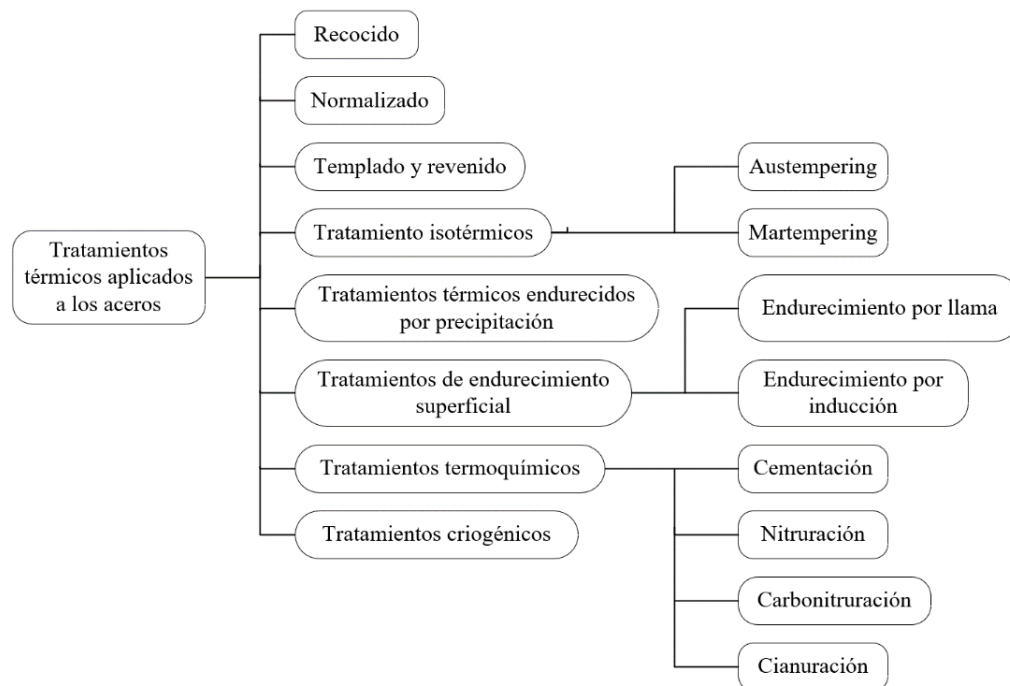 Recocido
Normalizado
Templado y revenido
Austempering
Tratamiento isotérmicos
Martempering
Tratamientos
térmicos aplicados
a los aceros
Tratamientos térmicos endurecidos
por precipitación
Endurecimiento por llama
Tratamientos de endurecimiento
superficial
Endurecimiento por
inducción
Tratamientos termoquímicos
Cementación
Tratamientos criogénicos
Nitruración
Carbonitruración
Cianuración